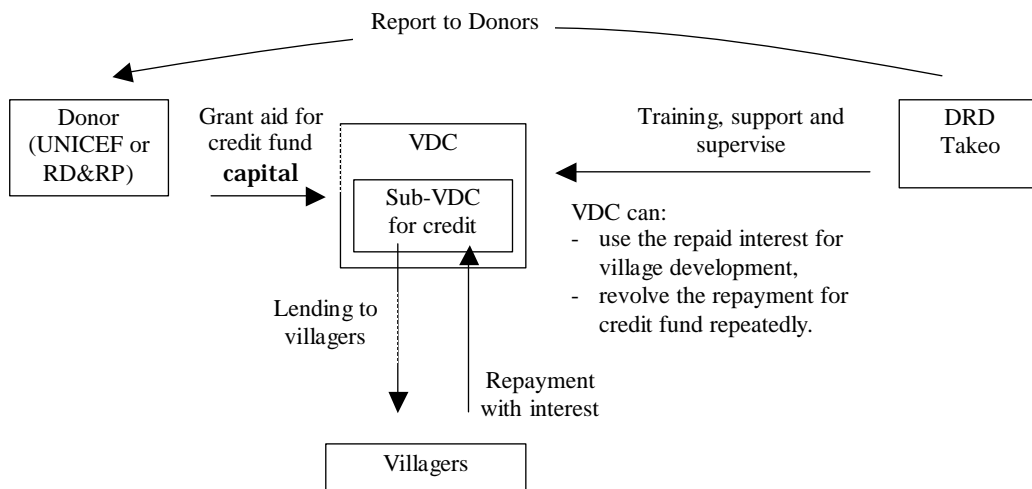 Report to Donors
Donor
(UNICEF or
RD&RP)
Grant aid for
credit fund
capital
VDC
Sub-VDC
for credit
Training, support and
supervise
DRD
Takeo
VDC can:
- use the repaid interest for
village development,
- revolve the repayment for
credit fund repeatedly.
Lending to
villagers
Repayment
with interest
Villagers